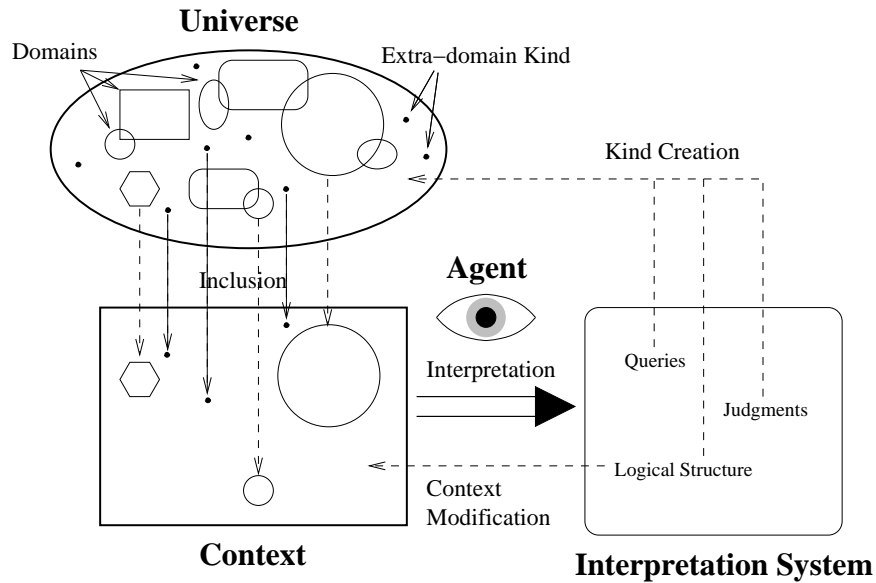 Universe
Domains
Extra−domain Kind
Kind Creation
Inclusion
Agent
Interpretation
Queries
Judgments
Logical Structure
Context
Modification
Context
Interpretation System